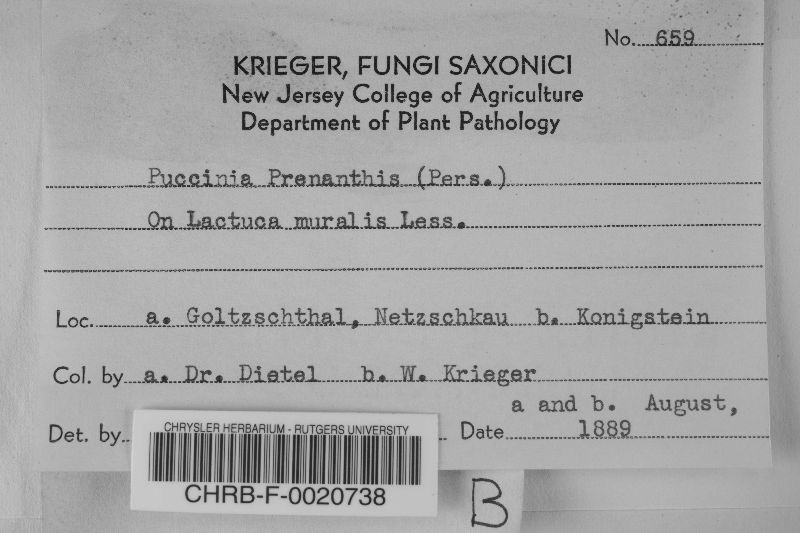 No. 659
KRIEGER, FUNGI SAXONICI
New Jersey College of Agriculture
Department of Plant Pathology
Puccinia Prenanthis (Pers.)
On Lactuca muralis Less.
Loc. a. Goltzschthal, Netzschkau b. Konigstein
Col. by a. Dr. Dietel b. W. Krieger
a and b. August,
Det. by Date 1889
CHRYSLER HERBARIUM - RUTGERS UNIVERSITY
CHRB-F-0020738
B